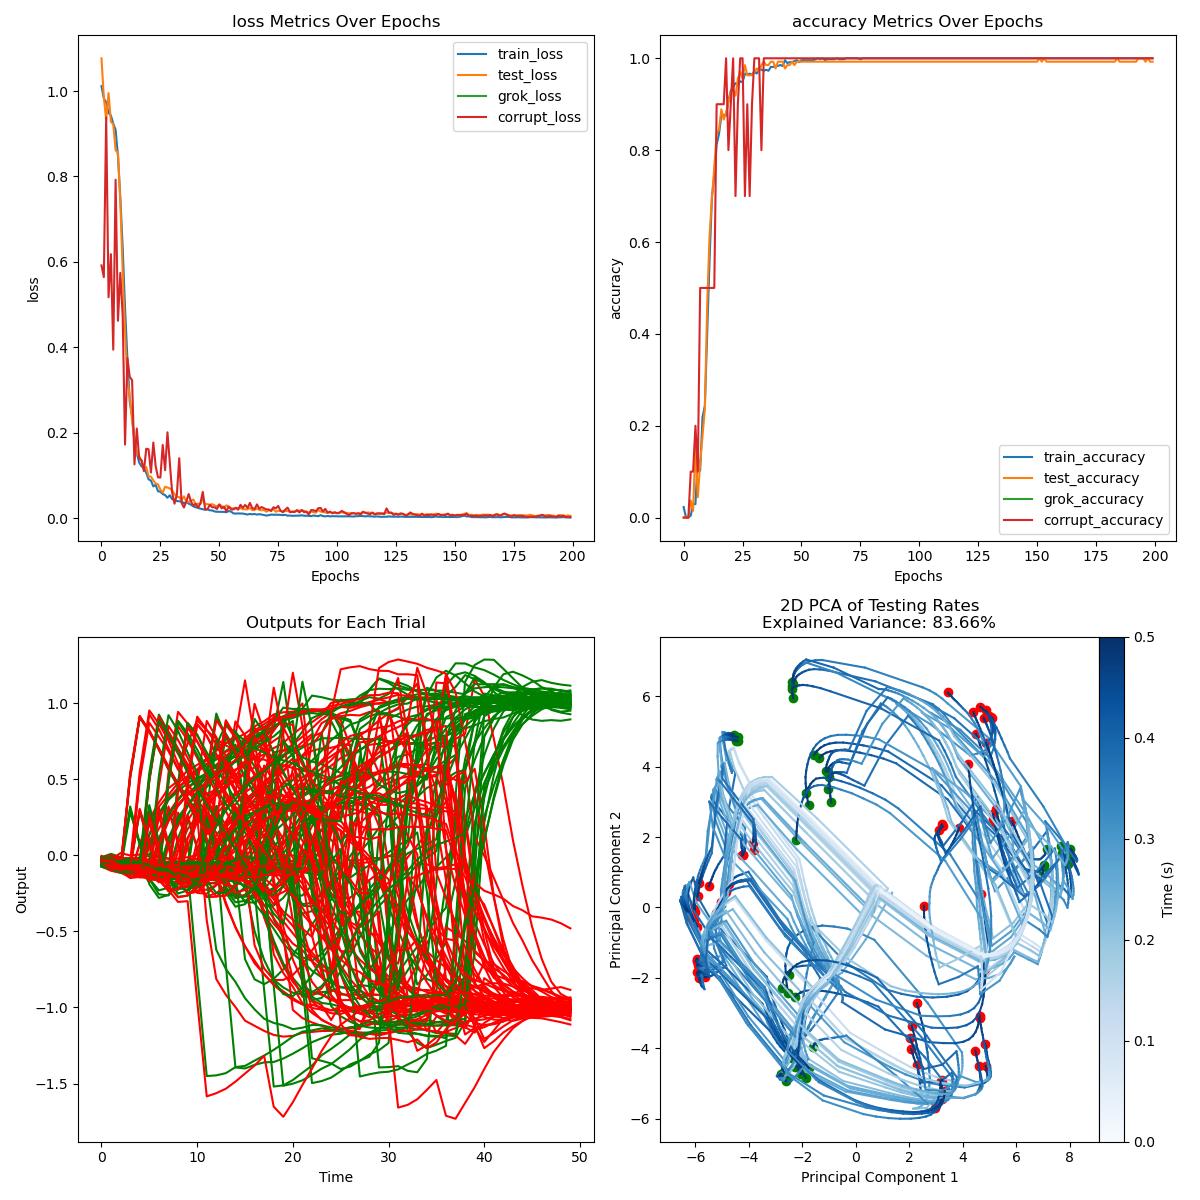 loss Metrics Over Epochs
1.0
0.8
0.6
0.4
0.2
0.0
loss
train_loss
test_loss
grok_loss
corrupt_loss
0
25
50
75
100
125
150
175
200
Epochs
accuracy Metrics Over Epochs
1.0
0.8
0.6
0.4
0.2
0.0
accuracy
train_accuracy
test_accuracy
grok_accuracy
corrupt_accuracy
0
25
50
75
100
125
150
175
200
Epochs
Outputs for Each Trial
1.0
0.5
0.0
−0.5
−1.0
−1.5
Output
0
10
20
30
40
50
Time
2D PCA of Testing Rates
Explained Variance: 83.66%
6
4
2
0
−2
−4
−6
Principal Component 2
−6
−4
−2
0
2
4
6
8
Principal Component 1
0.5
0.4
0.3
0.2
0.1
0.0
Time (s)